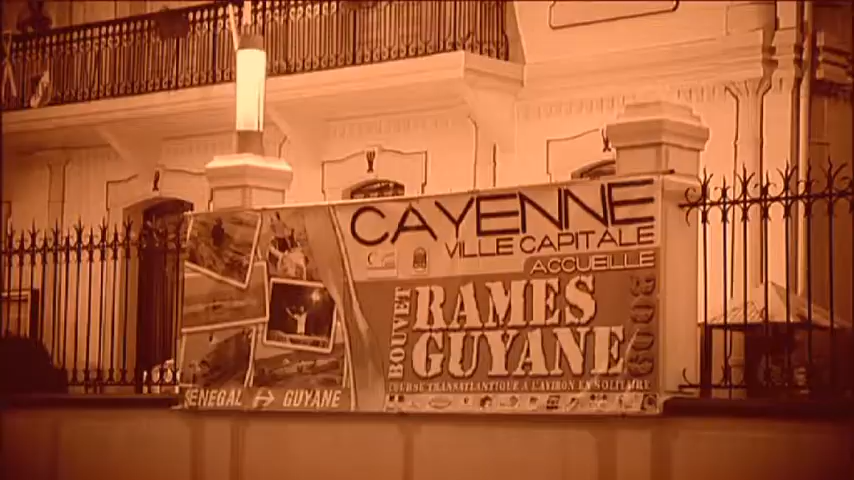 CAYENNE
VILLE CAPITALE
ACCUEILLE
BOUVET
RAMES
GUYANE
2009
COURSE TRANSATLANTIQUE A L'AVIRON EN SOLITAIRE
SENEGAL GUYANE